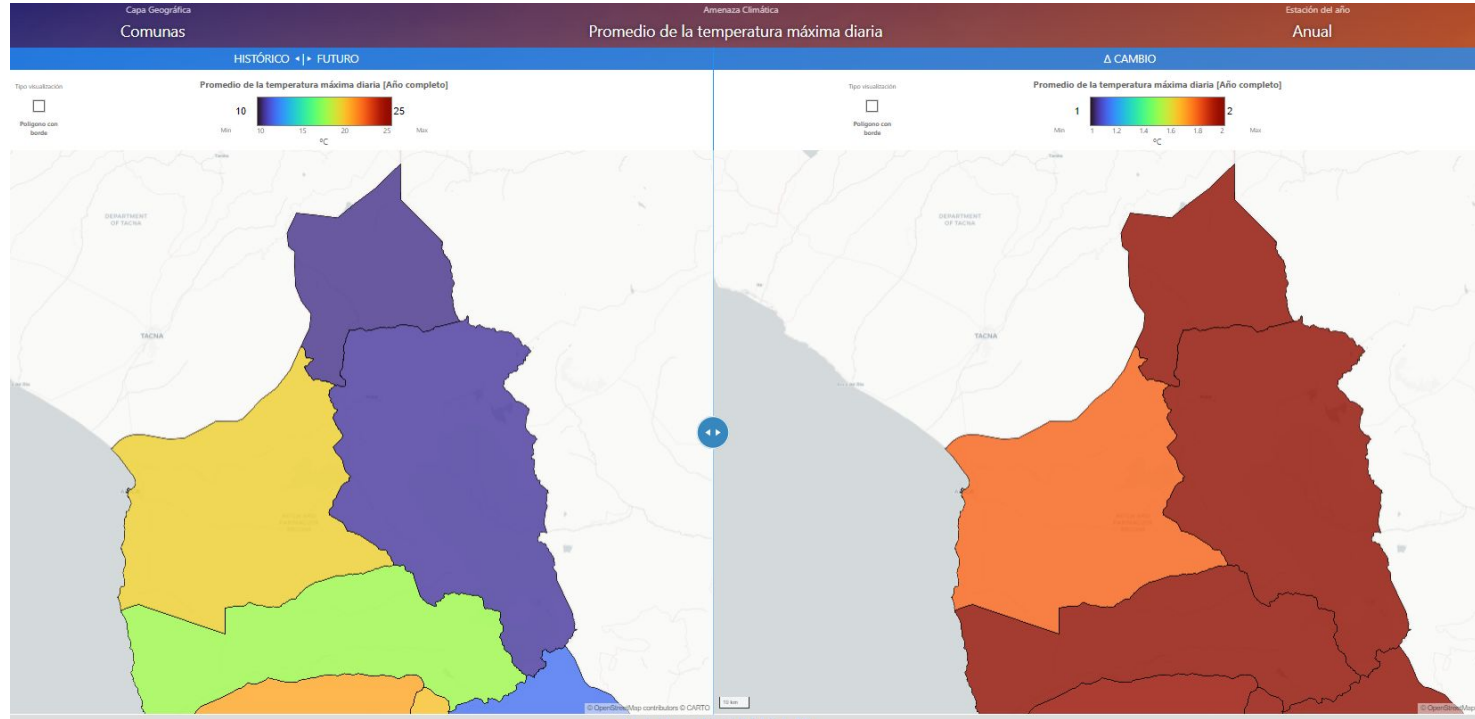 Capa Geográfica
Comunas
Amenaza Climática
Promedio de la temperatura máxima diaria
Estación del año
Anual
HISTÓRICO ◂|▸ FUTURO
Δ CAMBIO
Tipo visualización
Polígono con
borde
Promedio de la temperatura máxima diaria [Año completo]
10
25
Min 10 15 20 25 Max
ºC
Tipo visualización
Polígono con
borde
Promedio de la temperatura máxima diaria [Año completo]
1
2
Min 1 1.2 1.4 1.6 1.8 2 Max
ºC
DEPARTMENT
OF TACNA
TACNA
DEPARTMENT
OF TACNA
TACNA
10 km
© OpenStreetMap contributors © CARTO
© OpenStreetMap